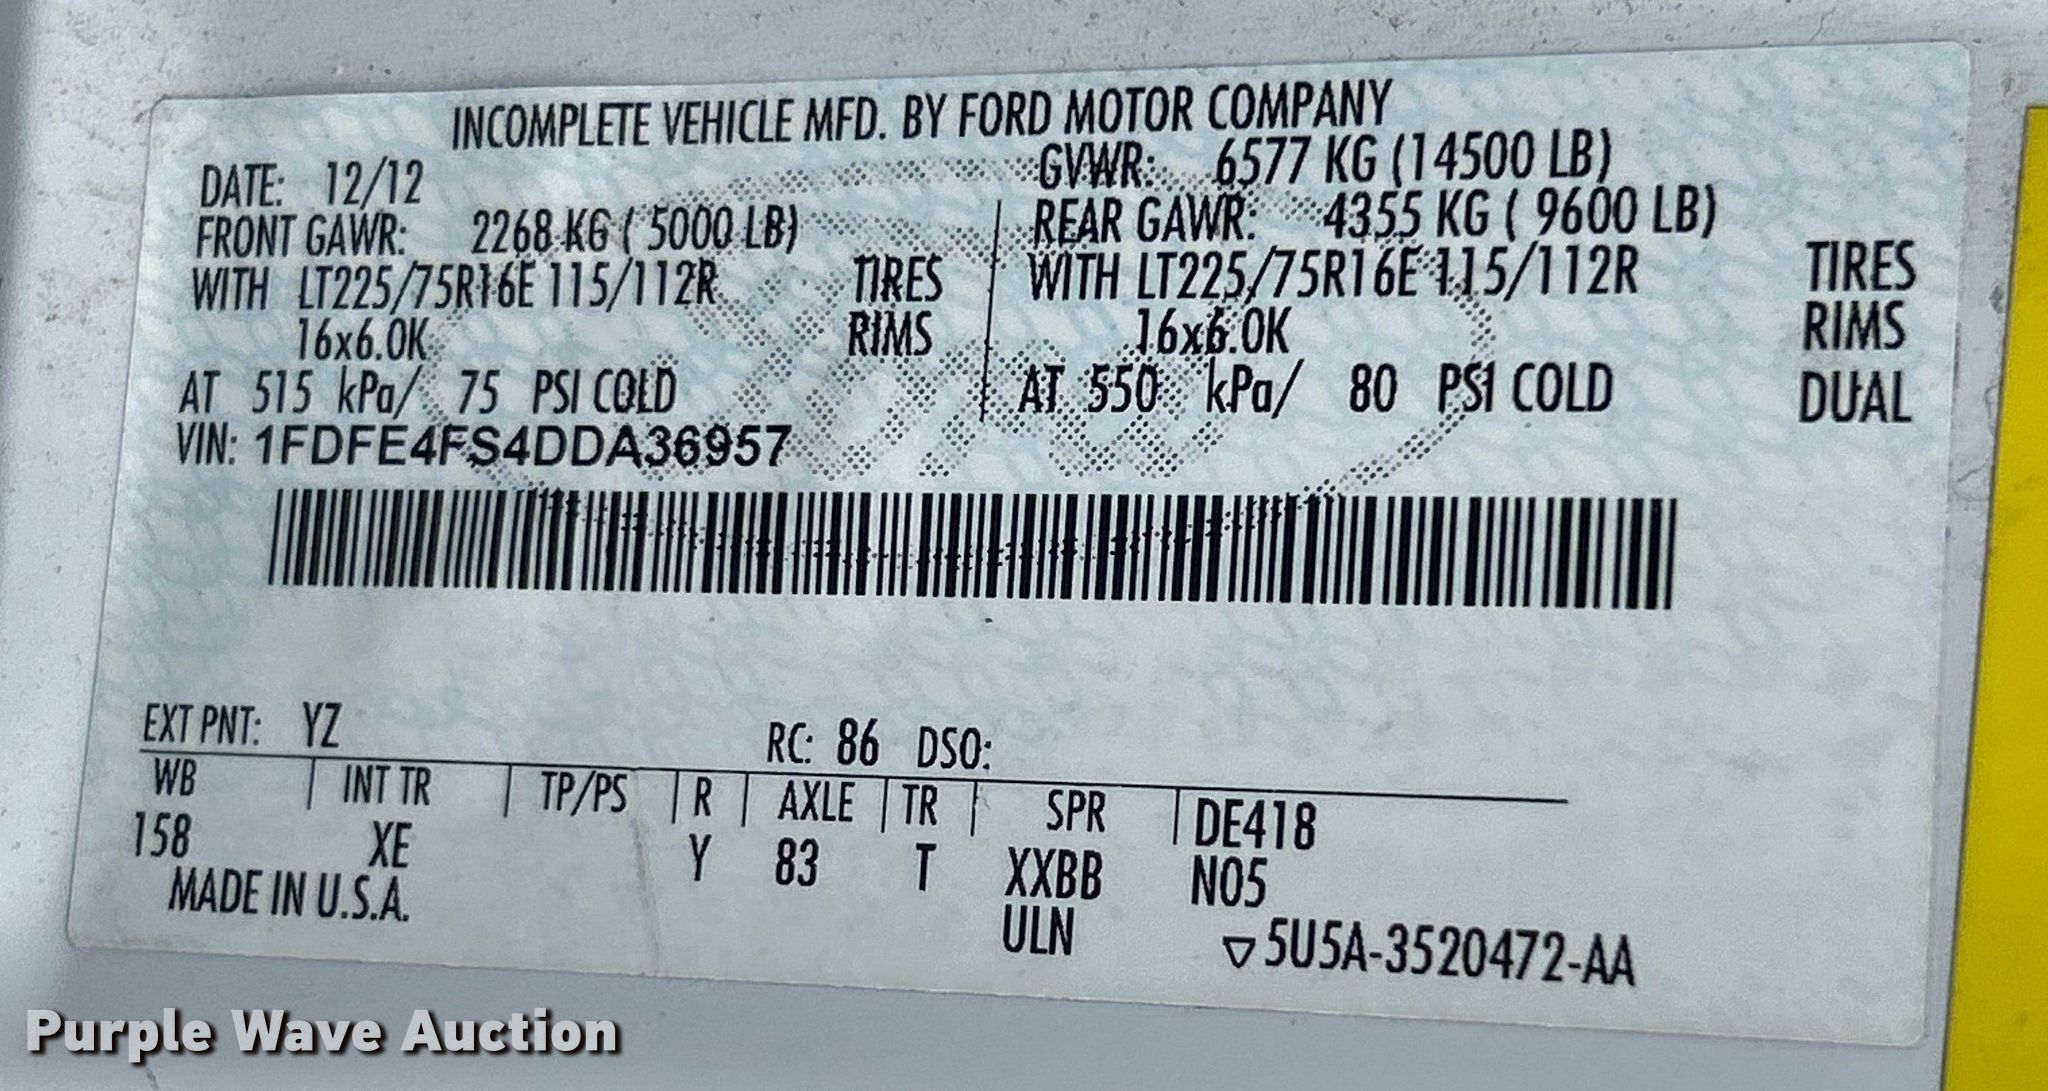 INCOMPLETE VEHICLE MFD. BY FORD MOTOR COMPANY
DATE: 12/12 GVWR: 6577 KG (14500 LB)
FRONT GAWR: 2268 KG ( 5000 LB) REAR GAWR: 4355 KG ( 9600 LB)
WITH LT225/75R16E 115/112R TIRES WITH LT225/75R16E 115/112R TIRES
16x6.0K RIMS 16x6.0K RIMS
AT 515 kPa/ 75 PSI COLD AT 550 kPa/ 80 PSI COLD DUAL
VIN: 1FDFE4FS4DDA36957
EXT PNT: YZ RC: 86 DSO:
WB INT TR TP/PS R AXLE TR SPR DE418
158 XE Y 83 T XXBB N05
MADE IN U.S.A. ULN ▽5U5A-3520472-AA
Purple Wave Auction